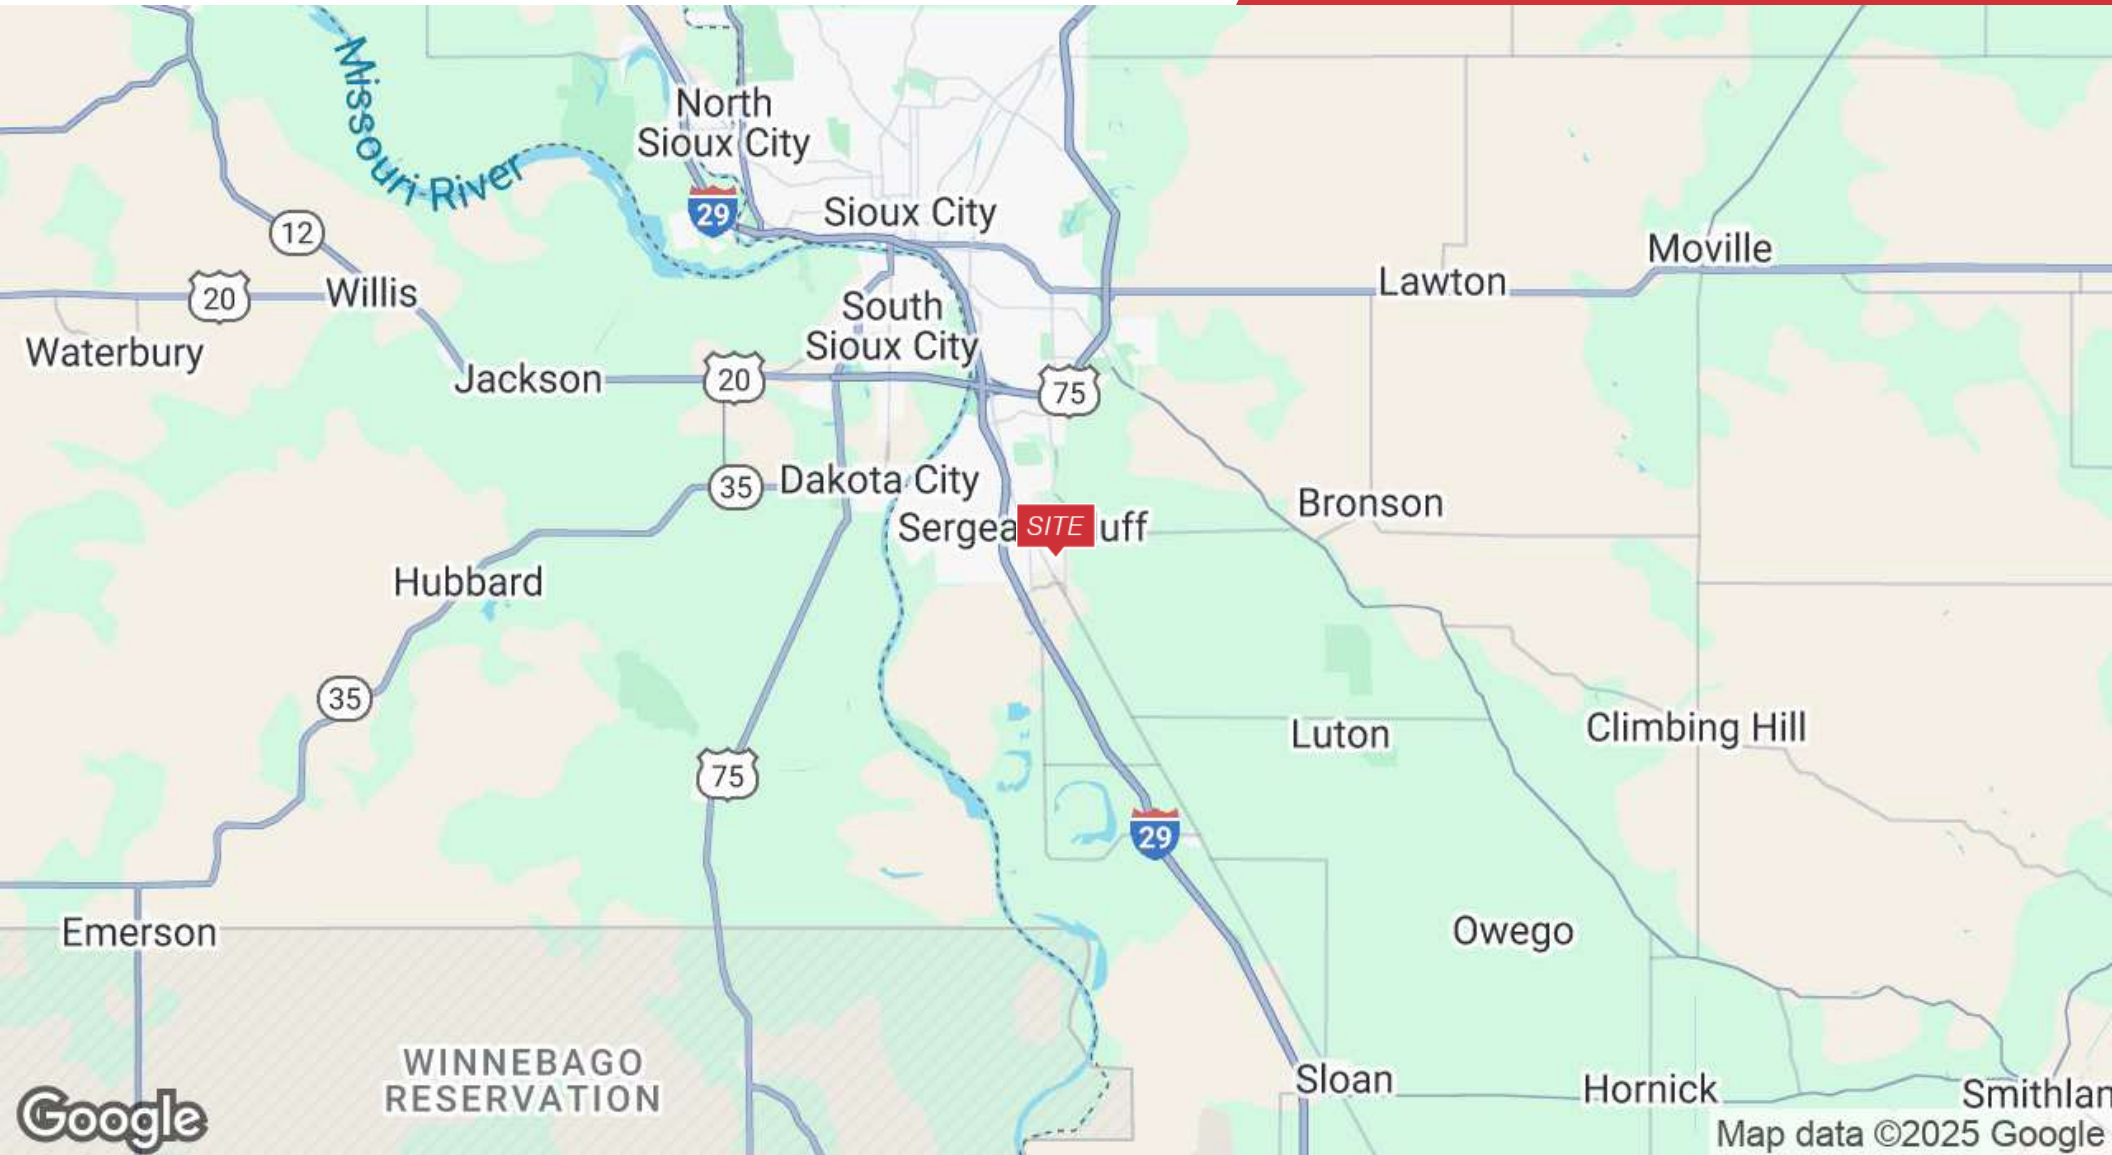 Missouri River
North
Sioux City
29
Sioux City
12
Moville
20
Willis
Lawton
South
Sioux City
Waterbury
Jackson
20
75
35
Dakota City
Bronson
Sergea
SITE
uff
Hubbard
35
Luton
Climbing Hill
75
29
Emerson
Owego
WINNEBAGO
RESERVATION
Sloan
Hornick
Smithlan
Google
Map data ©2025 Google